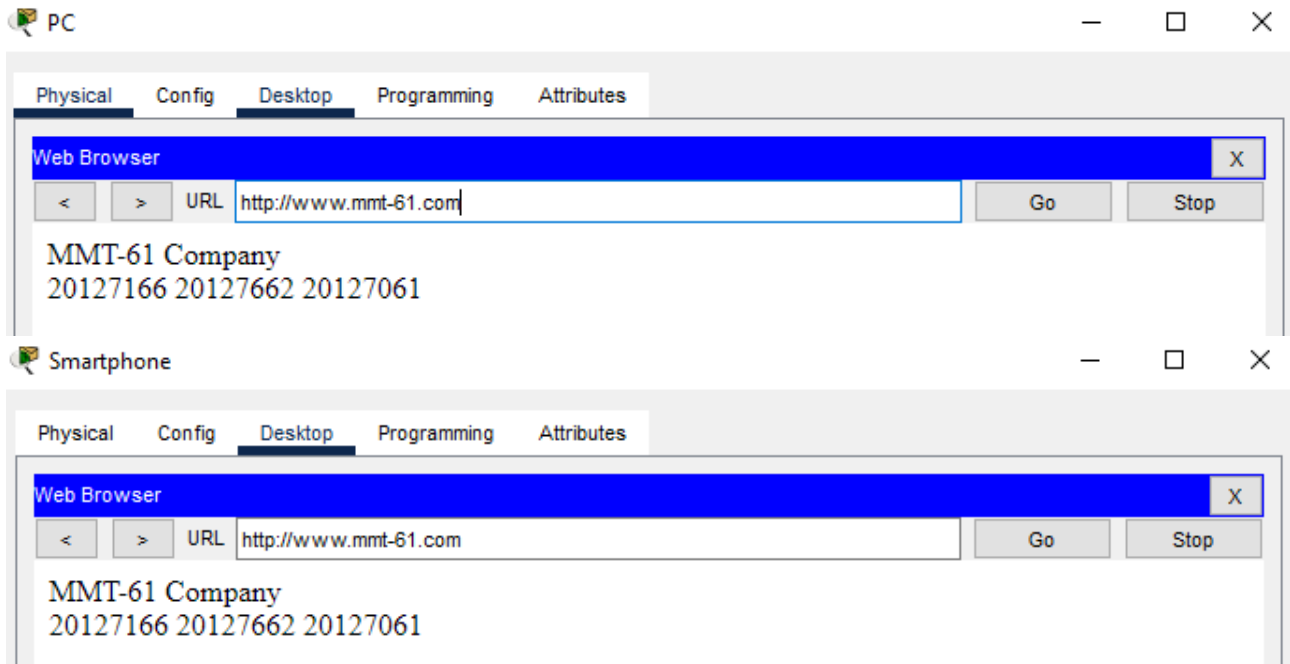 PC
Physical Config Desktop Programming Attributes
Web Browser X
< > URL http://www.mmt-61.com Go Stop
MMT-61 Company
20127166 20127662 20127061
Smartphone
Physical Config Desktop Programming Attributes
Web Browser X
< > URL http://www.mmt-61.com Go Stop
MMT-61 Company
20127166 20127662 20127061